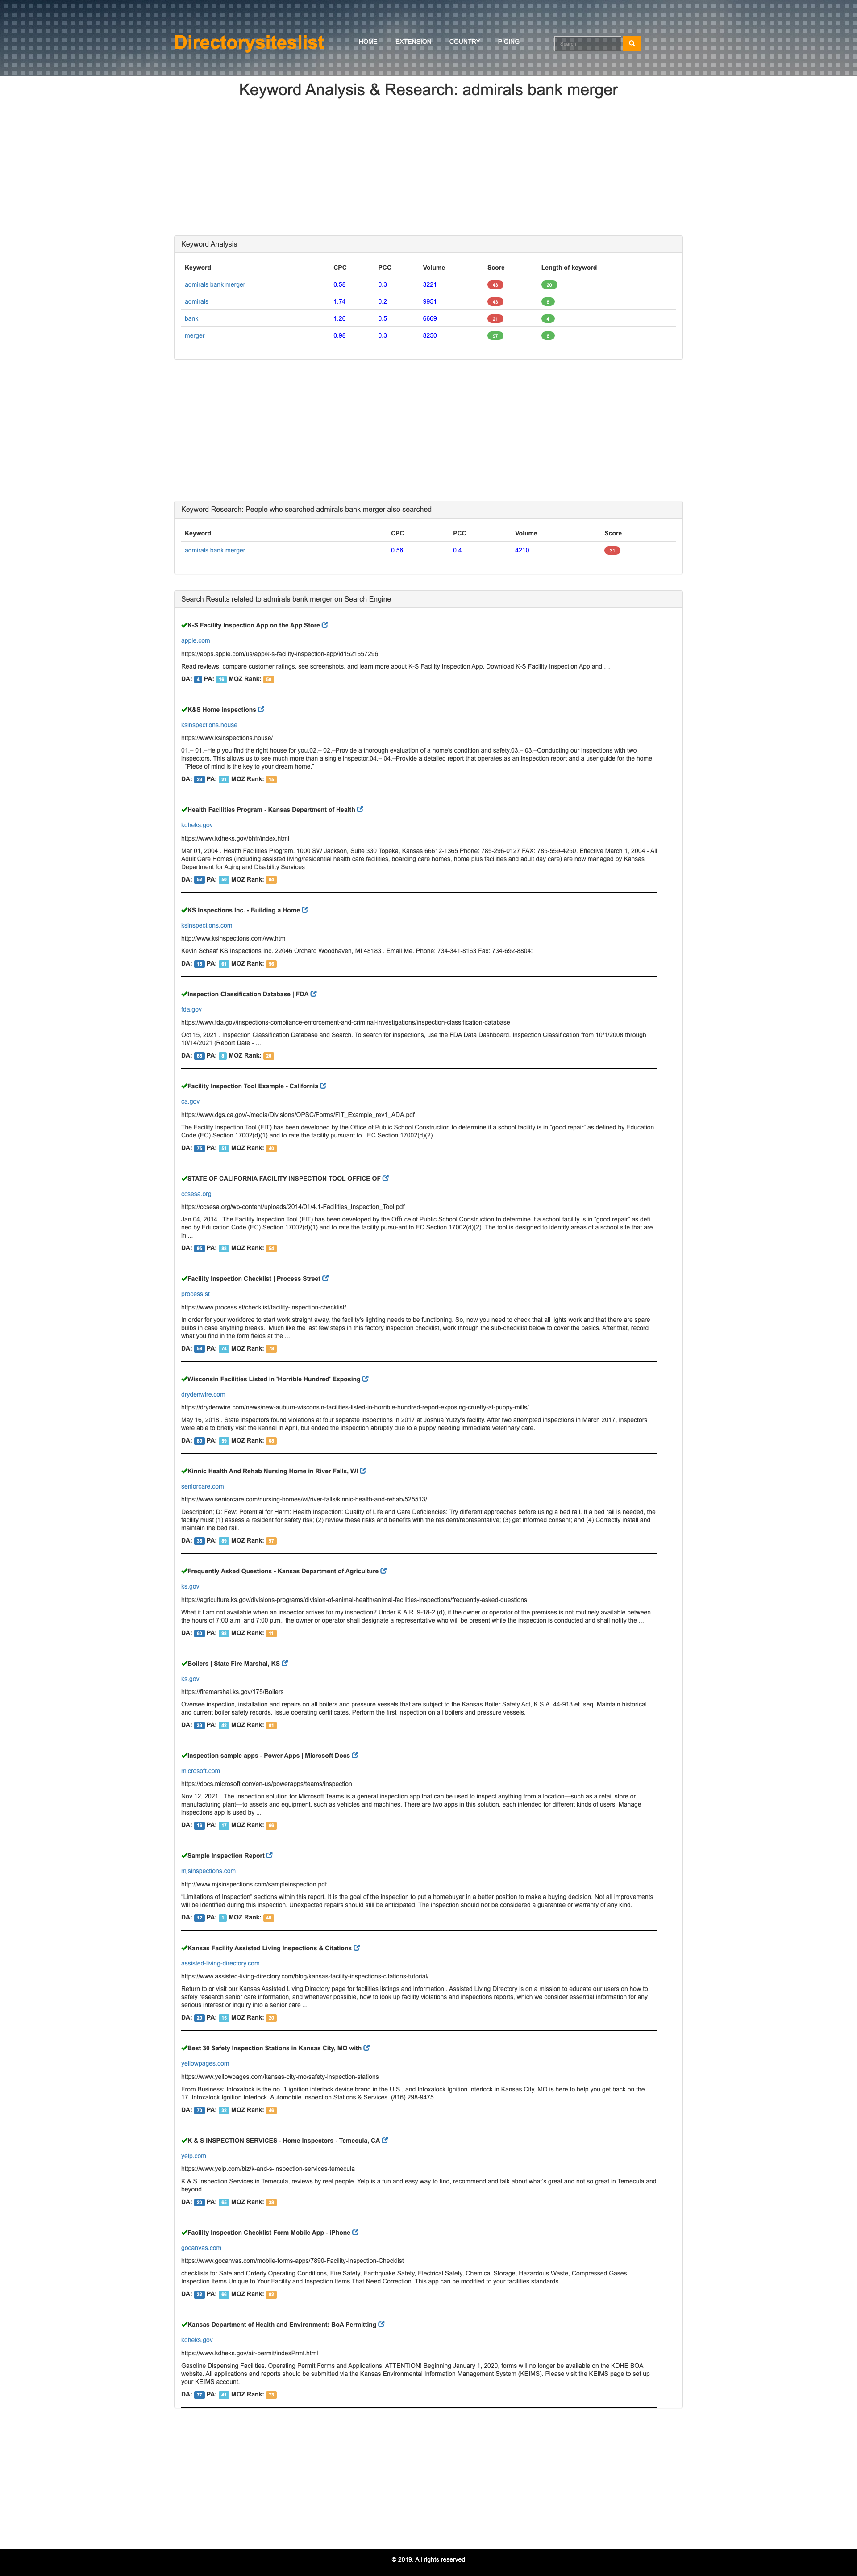 Directorysiteslist
HOME EXTENSION COUNTRY PICING Search
Keyword Analysis & Research: admirals bank merger
Keyword Analysis
Keyword CPC PCC Volume Score Length of keyword
admirals bank merger 0.58 0.3 3221 43 20
admirals 1.74 0.2 9951 43 8
bank 1.26 0.5 6669 21 4
merger 0.98 0.3 8250 97 6
Keyword Research: People who searched admirals bank merger also searched
Keyword CPC PCC Volume Score
admirals bank merger 0.56 0.4 4210 31
Search Results related to admirals bank merger on Search Engine
K-S Facility Inspection App on the App Store
apple.com
https://apps.apple.com/us/app/k-s-facility-inspection-app/id1521657296
Read reviews, compare customer ratings, see screenshots, and learn more about K-S Facility Inspection App. Download K-S Facility Inspection App and …
DA: 4 PA: MOZ Rank:
K&S Home inspections
ksinspections.house
https://www.ksinspections.house/
01.– 01.–Help you find the right house for you.02.– 02.–Provide a thorough evaluation of a home's condition and safety.03.– 03.–Conducting our inspections with two
inspectors. This allows us to see much more than a single inspector.04.– 04.–Provide a detailed report that operates as an inspection report and a user guide for the home.
"Piece of mind is the key to your dream home."
DA: 23 PA: MOZ Rank:
Health Facilities Program - Kansas Department of Health
kdheks.gov
https://www.kdheks.gov/bhfr/index.html
Mar 01, 2004 . Health Facilities Program. 1000 SW Jackson, Suite 330 Topeka, Kansas 66612-1365 Phone: 785-296-0127 FAX: 785-559-4250. Effective March 1, 2004 - All
Adult Care Homes (including assisted living/residential health care facilities, boarding care homes, home plus facilities and adult day care) are now managed by Kansas
Department for Aging and Disability Services
DA: 52 PA: MOZ Rank:
KS Inspections Inc. - Building a Home
ksinspections.com
http://www.ksinspections.com/ww.htm
Kevin Schaaf KS Inspections Inc. 22046 Orchard Woodhaven, MI 48183 . Email Me. Phone: 734-341-8163 Fax: 734-692-8804:
DA: 18 PA: MOZ Rank:
Inspection Classification Database | FDA
fda.gov
https://www.fda.gov/inspections-compliance-enforcement-and-criminal-investigations/inspection-classification-database
Oct 15, 2021 . Inspection Classification Database and Search. To search for inspections, use the FDA Data Dashboard. Inspection Classification from 10/1/2008 through
10/14/2021 (Report Date - …
DA: 65 PA: MOZ Rank:
Facility Inspection Tool Example - California
ca.gov
https://www.dgs.ca.gov/-/media/Divisions/OPSC/Forms/FIT_Example_rev1_ADA.pdf
The Facility Inspection Tool (FIT) has been developed by the Office of Public School Construction to determine if a school facility is in "good repair" as defined by Education
Code (EC) Section 17002(d)(1) and to rate the facility pursuant to . EC Section 17002(d)(2).
DA: 75 PA: MOZ Rank:
STATE OF CALIFORNIA FACILITY INSPECTION TOOL OFFICE OF
ccsesa.org
https://ccsesa.org/wp-content/uploads/2014/01/4.1-Facilities_Inspection_Tool.pdf
Jan 04, 2014 . The Facility Inspection Tool (FIT) has been developed by the Offi ce of Public School Construction to determine if a school facility is in "good repair" as defi
ned by Education Code (EC) Section 17002(d)(1) and to rate the facility pursu-ant to EC Section 17002(d)(2). The tool is designed to identify areas of a school site that are
in ...
DA: 95 PA: MOZ Rank:
Facility Inspection Checklist | Process Street
process.st
https://www.process.st/checklist/facility-inspection-checklist/
In order for your workforce to start work straight away, the facility's lighting needs to be functioning. So, now you need to check that all lights work and that there are spare
bulbs in case anything breaks.. Much like the last few steps in this factory inspection checklist, work through the sub-checklist below to cover the basics. After that, record
what you find in the form fields at the ...
DA: 58 PA: MOZ Rank:
Wisconsin Facilities Listed in 'Horrible Hundred' Exposing
drydenwire.com
https://drydenwire.com/news/new-auburn-wisconsin-facilities-listed-in-horrible-hundred-report-exposing-cruelty-at-puppy-mills/
May 16, 2018 . State inspectors found violations at four separate inspections in 2017 at Joshua Yutzy's facility. After two attempted inspections in March 2017, inspectors
were able to briefly visit the kennel in April, but ended the inspection abruptly due to a puppy needing immediate veterinary care.
DA: PA: MOZ Rank:
Kinnic Health And Rehab Nursing Home in River Falls, WI
seniorcare.com
https://www.seniorcare.com/nursing-homes/wi/river-falls/kinnic-health-and-rehab/525513/
Description; D: Few: Potential for Harm: Health Inspection: Quality of Life and Care Deficiencies: Try different approaches before using a bed rail. If a bed rail is needed, the
facility must (1) assess a resident for safety risk; (2) review these risks and benefits with the resident/representative; (3) get informed consent; and (4) Correctly install and
maintain the bed rail.
DA: 35 PA: MOZ Rank:
Frequently Asked Questions - Kansas Department of Agriculture
ks.gov
https://agriculture.ks.gov/divisions-programs/division-of-animal-health/animal-facilities-inspections/frequently-asked-questions
What if I am not available when an inspector arrives for my inspection? Under K.A.R. 9-18-2 (d), if the owner or operator of the premises is not routinely available between
the hours of 7:00 a.m. and 7:00 p.m., the owner or operator shall designate a representative who will be present while the inspection is conducted and shall notify the ...
DA: 60 PA: MOZ Rank:
Boilers | State Fire Marshal, KS
ks.gov
https://firemarshal.ks.gov/175/Boilers
Oversee inspection, installation and repairs on all boilers and pressure vessels that are subject to the Kansas Boiler Safety Act, K.S.A. 44-913 et. seq. Maintain historical
and current boiler safety records. Issue operating certificates. Perform the first inspection on all boilers and pressure vessels.
DA: 33 PA: MOZ Rank:
Inspection sample apps - Power Apps | Microsoft Docs
microsoft.com
https://docs.microsoft.com/en-us/powerapps/teams/inspection
Nov 12, 2021 . The Inspection solution for Microsoft Teams is a general inspection app that can be used to inspect anything from a location—such as a retail store or
manufacturing plant—to assets and equipment, such as vehicles and machines. There are two apps in this solution, each intended for different kinds of users. Manage
inspections app is used by ...
DA: 16 PA: 17 MOZ Rank:
Sample Inspection Report
mjsinspections.com
http://www.mjsinspections.com/sampleinspection.pdf
"Limitations of Inspection" sections within this report. It is the goal of the inspection to put a homebuyer in a better position to make a buying decision. Not all improvements
will be identified during this inspection. Unexpected repairs should still be anticipated. The inspection should not be considered a guarantee or warranty of any kind.
DA: 13 PA: MOZ Rank:
Kansas Facility Assisted Living Inspections & Citations
assisted-living-directory.com
https://www.assisted-living-directory.com/blog/kansas-facility-inspections-citations-tutorial/
Return to or visit our Kansas Assisted Living Directory page for facilities listings and information.. Assisted Living Directory is on a mission to educate our users on how to
safely research senior care information, and whenever possible, how to look up facility violations and inspections reports, which we consider essential information for any
serious interest or inquiry into a senior care ...
DA: 20 PA: MOZ Rank:
Best 30 Safety Inspection Stations in Kansas City, MO with
yellowpages.com
https://www.yellowpages.com/kansas-city-mo/safety-inspection-stations
From Business: Intoxalock is the no. 1 ignition interlock device brand in the U.S., and Intoxalock Ignition Interlock in Kansas City, MO is here to help you get back on the….
17. Intoxalock Ignition Interlock. Automobile Inspection Stations & Services. (816) 298-9475.
DA: 70 PA: 32 MOZ Rank:
K & S INSPECTION SERVICES - Home Inspectors - Temecula, CA
yelp.com
https://www.yelp.com/biz/k-and-s-inspection-services-temecula
K & S Inspection Services in Temecula, reviews by real people. Yelp is a fun and easy way to find, recommend and talk about what's great and not so great in Temecula and
beyond.
DA: 20 PA: MOZ Rank:
Facility Inspection Checklist Form Mobile App - iPhone
gocanvas.com
https://www.gocanvas.com/mobile-forms-apps/7890-Facility-Inspection-Checklist
checklists for Safe and Orderly Operating Conditions, Fire Safety, Earthquake Safety, Electrical Safety, Chemical Storage, Hazardous Waste, Compressed Gases,
Inspection Items Unique to Your Facility and Inspection Items That Need Correction. This app can be modified to your facilities standards.
DA: 32 PA: MOZ Rank:
Kansas Department of Health and Environment: BoA Permitting
kdheks.gov
https://www.kdheks.gov/air-permit/indexPrmt.html
Gasoline Dispensing Facilities. Operating Permit Forms and Applications. ATTENTION! Beginning January 1, 2020, forms will no longer be available on the KDHE BOA
website. All applications and reports should be submitted via the Kansas Environmental Information Management System (KEIMS). Please visit the KEIMS page to set up
your KEIMS account.
DA: 77 PA: MOZ Rank:
© 2019. All rights reserved